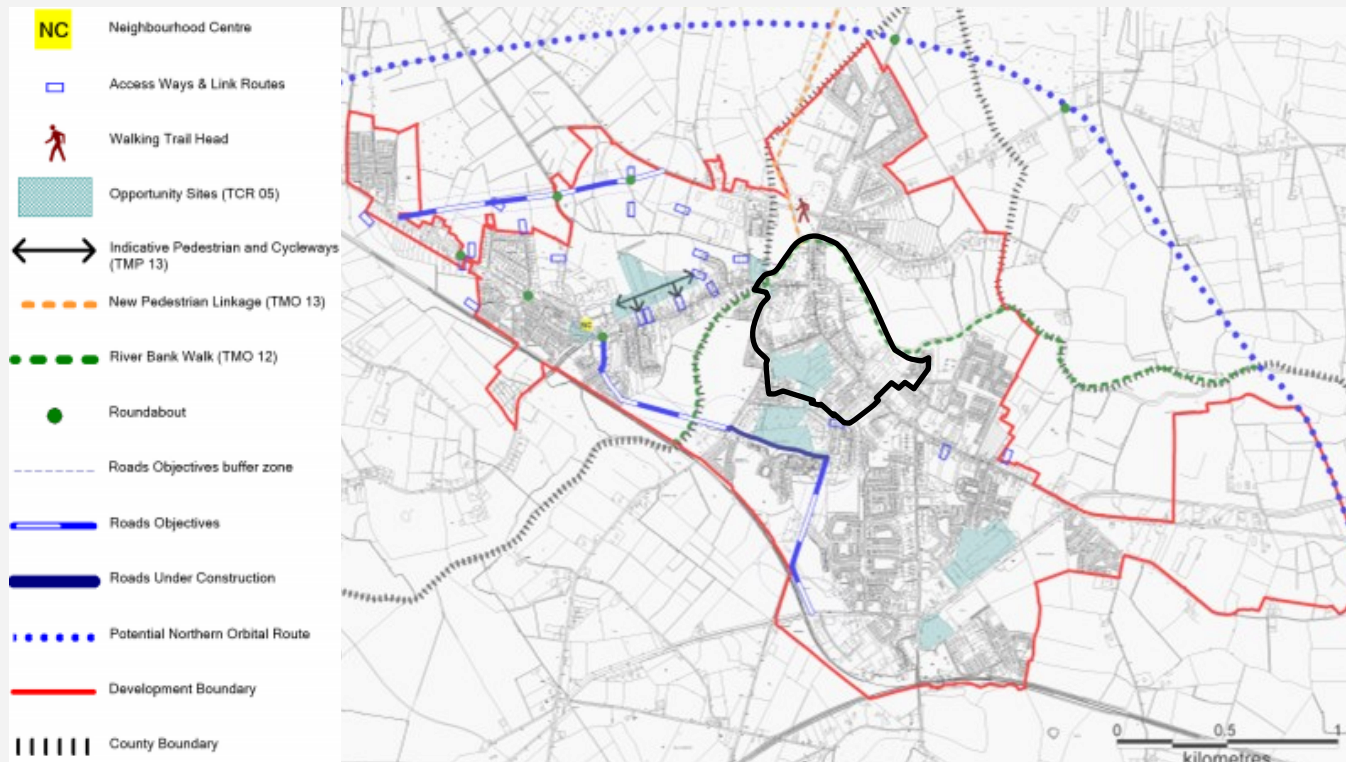 NC
Neighbourhood Centre
Access Ways & Link Routes
Walking Trail Head
Opportunity Sites (TCR 05)
Indicative Pedestrian and Cycleways
(TMP 13)
New Pedestrian Linkage (TMO 13)
River Bank Walk (TMO 12)
Roundabout
Roads Objectives buffer zone
Roads Objectives
Roads Under Construction
Potential Northern Orbital Route
Development Boundary
County Boundary
NC
0 0.5 1
kilometres